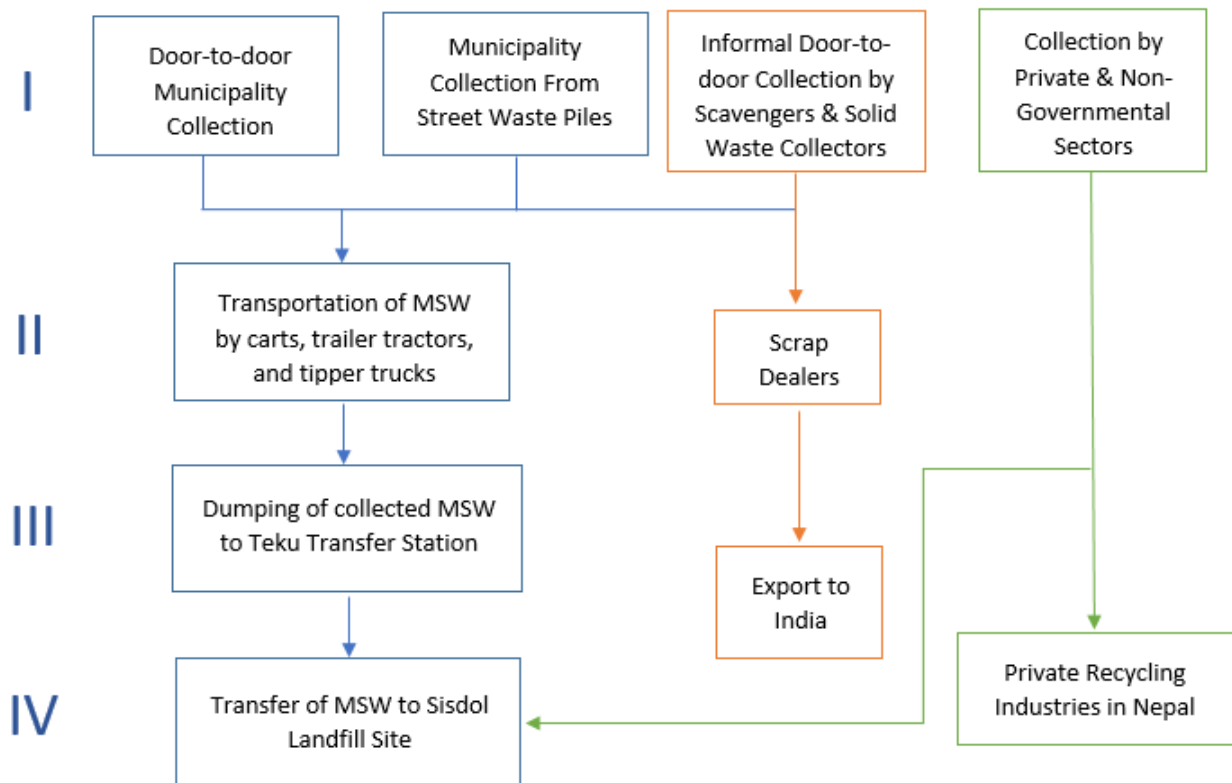 I
Door-to-door
Municipality
Collection
Municipality
Collection From
Street Waste Piles
Informal Door-to-
door Collection by
Scavengers & Solid
Waste Collectors
Collection by
Private & Non-
Governmental
Sectors
II
Transportation of MSW
by carts, trailer tractors,
and tipper trucks
Scrap
Dealers
III
Dumping of collected MSW
to Teku Transfer Station
Export to
India
IV
Transfer of MSW to Sisdol
Landfill Site
Private Recycling
Industries in Nepal